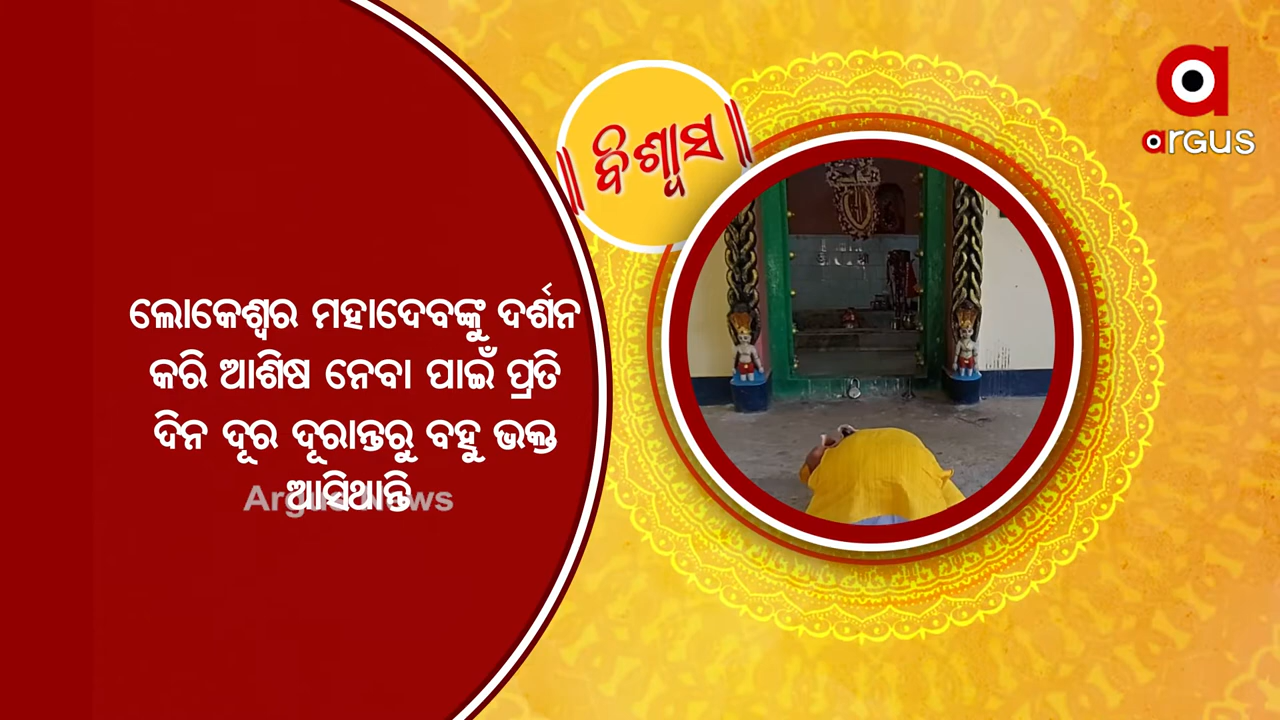 ଲୋକେଶ୍ୱର ମହାଦେବଙ୍କୁ ଦର୍ଶନ
କରି ଆଶିଷ ନେବା ପାଇଁ ପ୍ରତି
ଦିନ ଦୂର ଦୂରାନ୍ତରୁ ବହୁ ଭକ୍ତ
ଆସିଥାନ୍ତି
Argus News
॥ ବିଶ୍ୱାସ ॥
argus